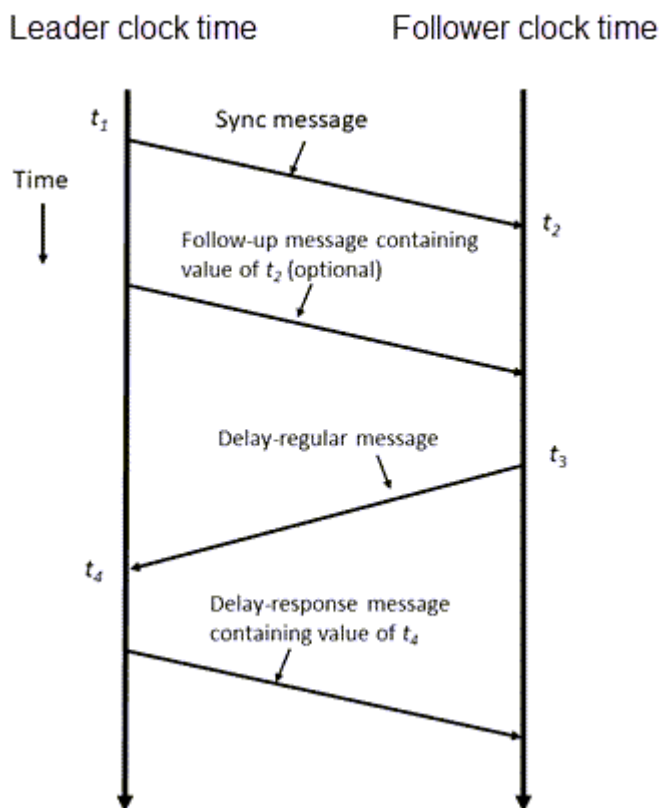 Leader clock time
Follower clock time
t1
Sync message
Time
t2
Follow-up message containing
value of t2 (optional)
Delay-regular message
t3
t4
Delay-response message
containing value of t4